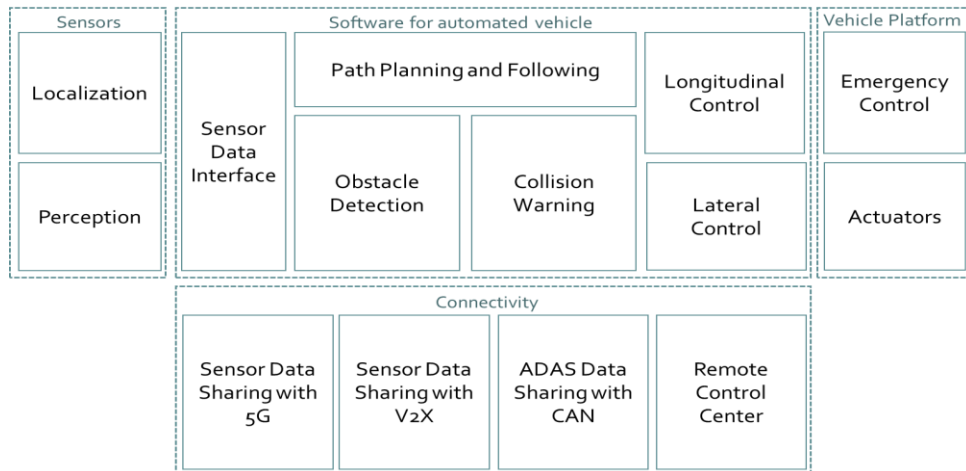 Sensors
Localization
Perception
Software for automated vehicle
Sensor
Data
Interface
Path Planning and Following
Obstacle
Detection
Collision
Warning
Longitudinal
Control
Lateral
Control
Vehicle Platform
Emergency
Control
Actuators
Connectivity
Sensor Data
Sharing with
5G
Sensor Data
Sharing with
V2X
ADAS Data
Sharing with
CAN
Remote
Control
Center